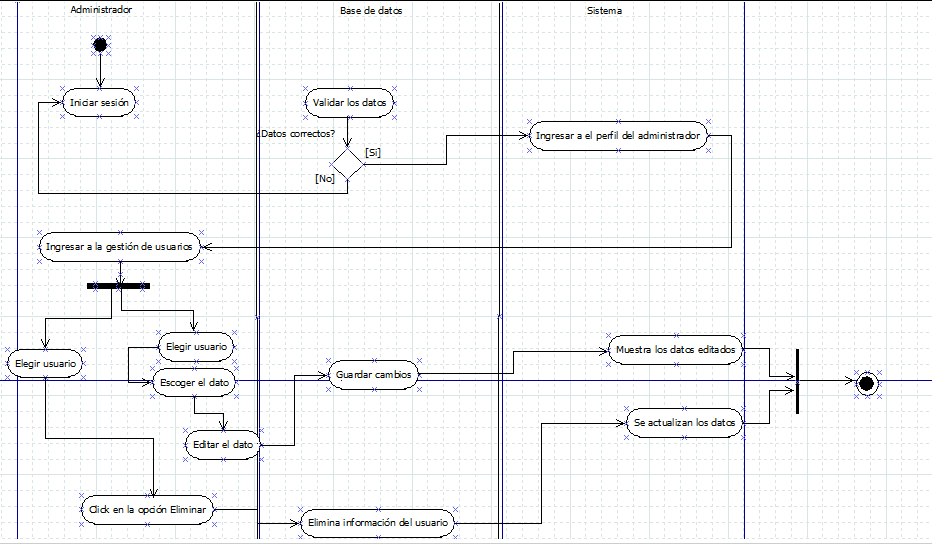 Administrador
Base de datos
Sistema
Iniciar sesión
Validar los datos
Datos correctos?
Ingresar a el perfil del administrador
[Si]
[No]
Ingresar a la gestión de usuarios
Elegir usuario
Elegir usuario
Muestra los datos editados
Escoger el dato
Guardar cambios
Editar el dato
Se actualizan los datos
Click en la opción Eliminar
Elimina información del usuario